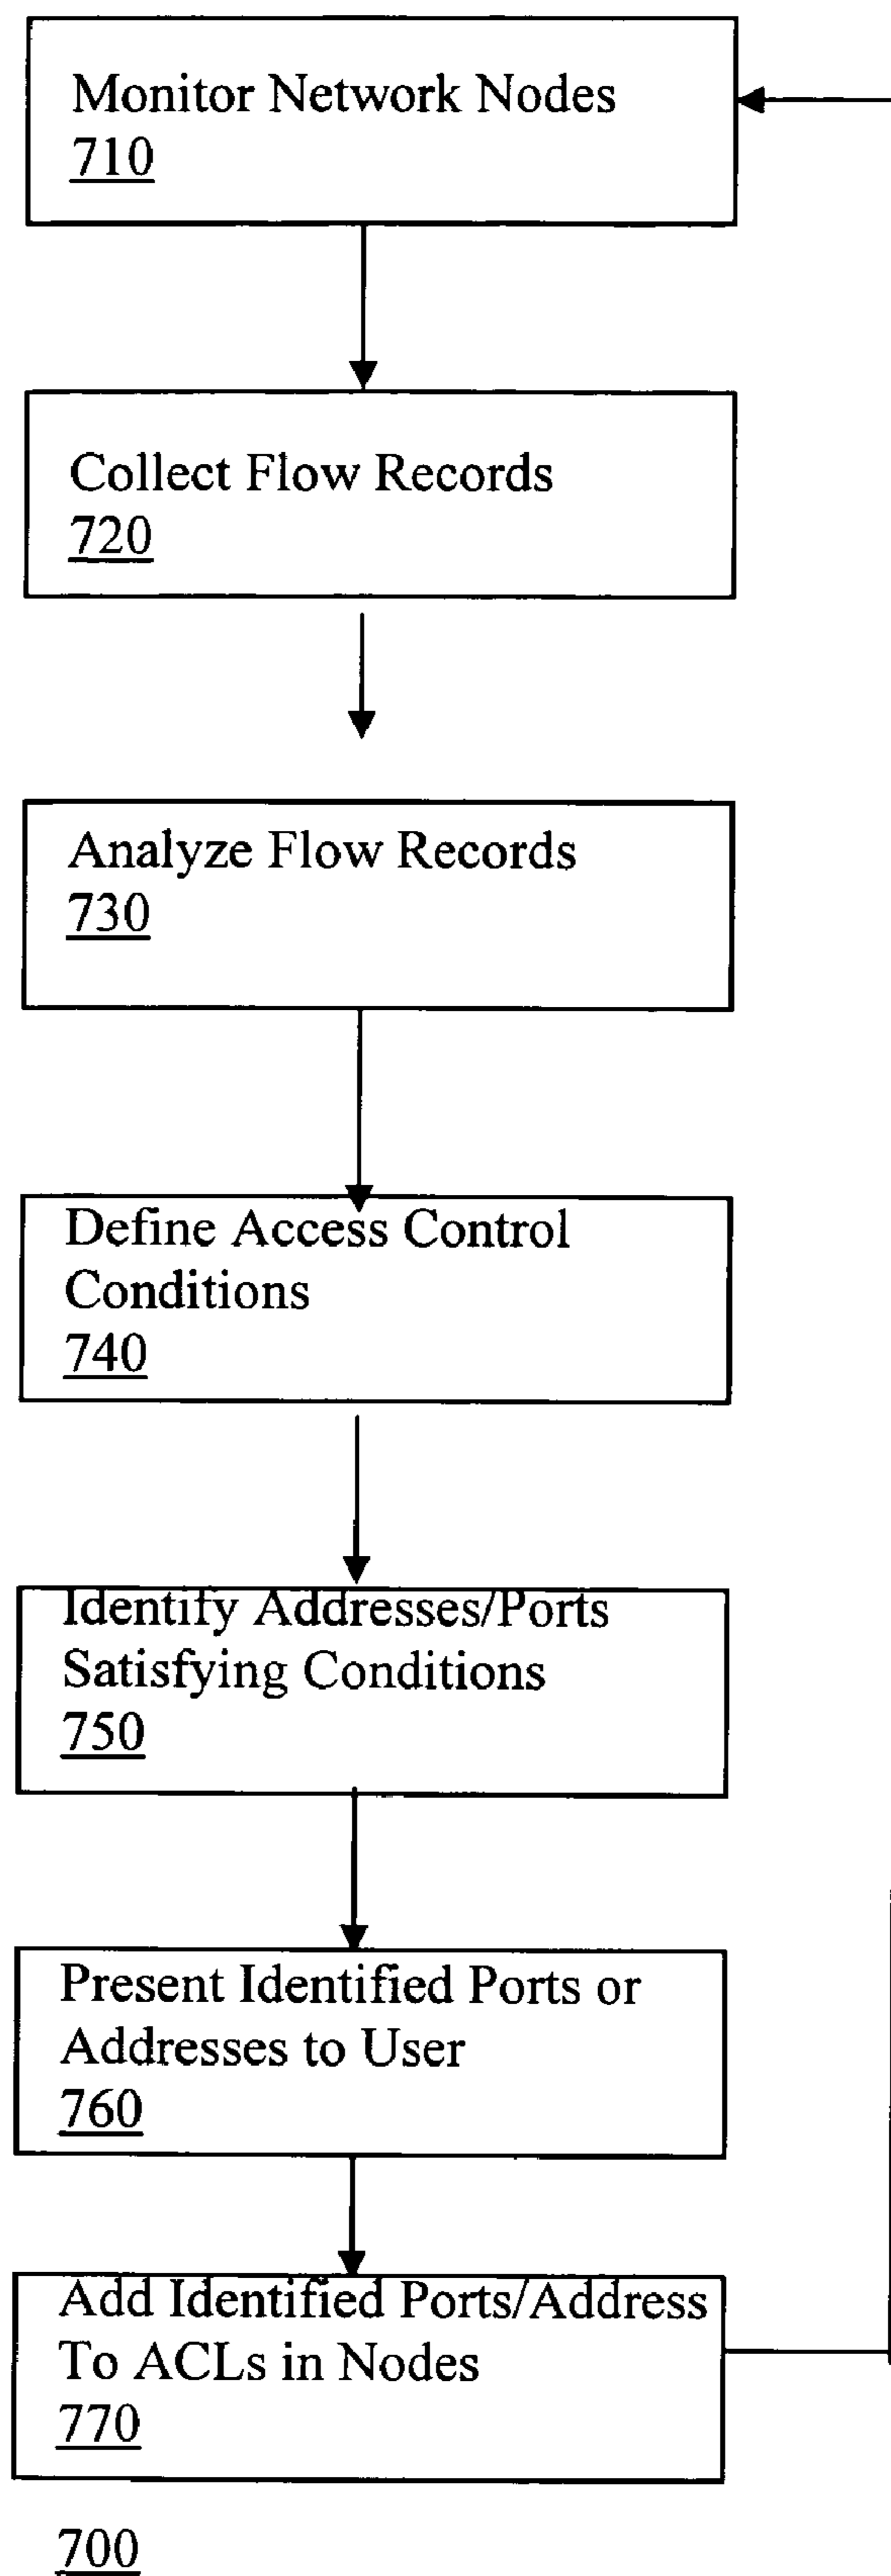 Monitor Network Nodes
710
Collect Flow Records
720
Analyze Flow Records
730
Define Access Control
Conditions
740
Identify Addresses/Ports
Satisfying Conditions
750
Present Identified Ports or
Addresses to User
760
Add Identified Ports/Address
To ACLs in Nodes
770
700